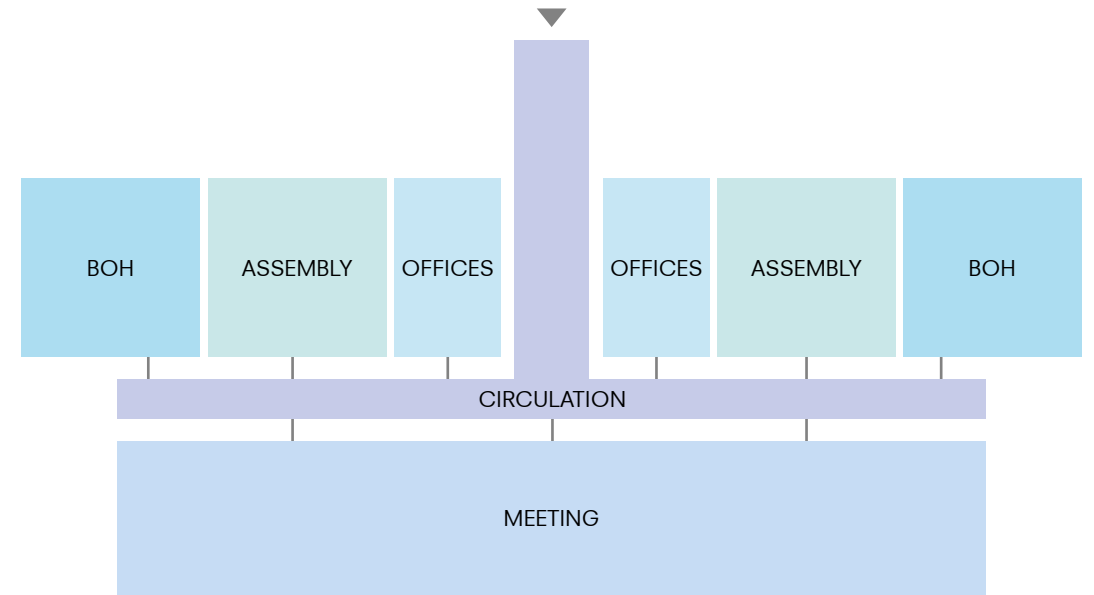 BOH
ASSEMBLY
OFFICES
OFFICES
ASSEMBLY
BOH
CIRCULATION
MEETING